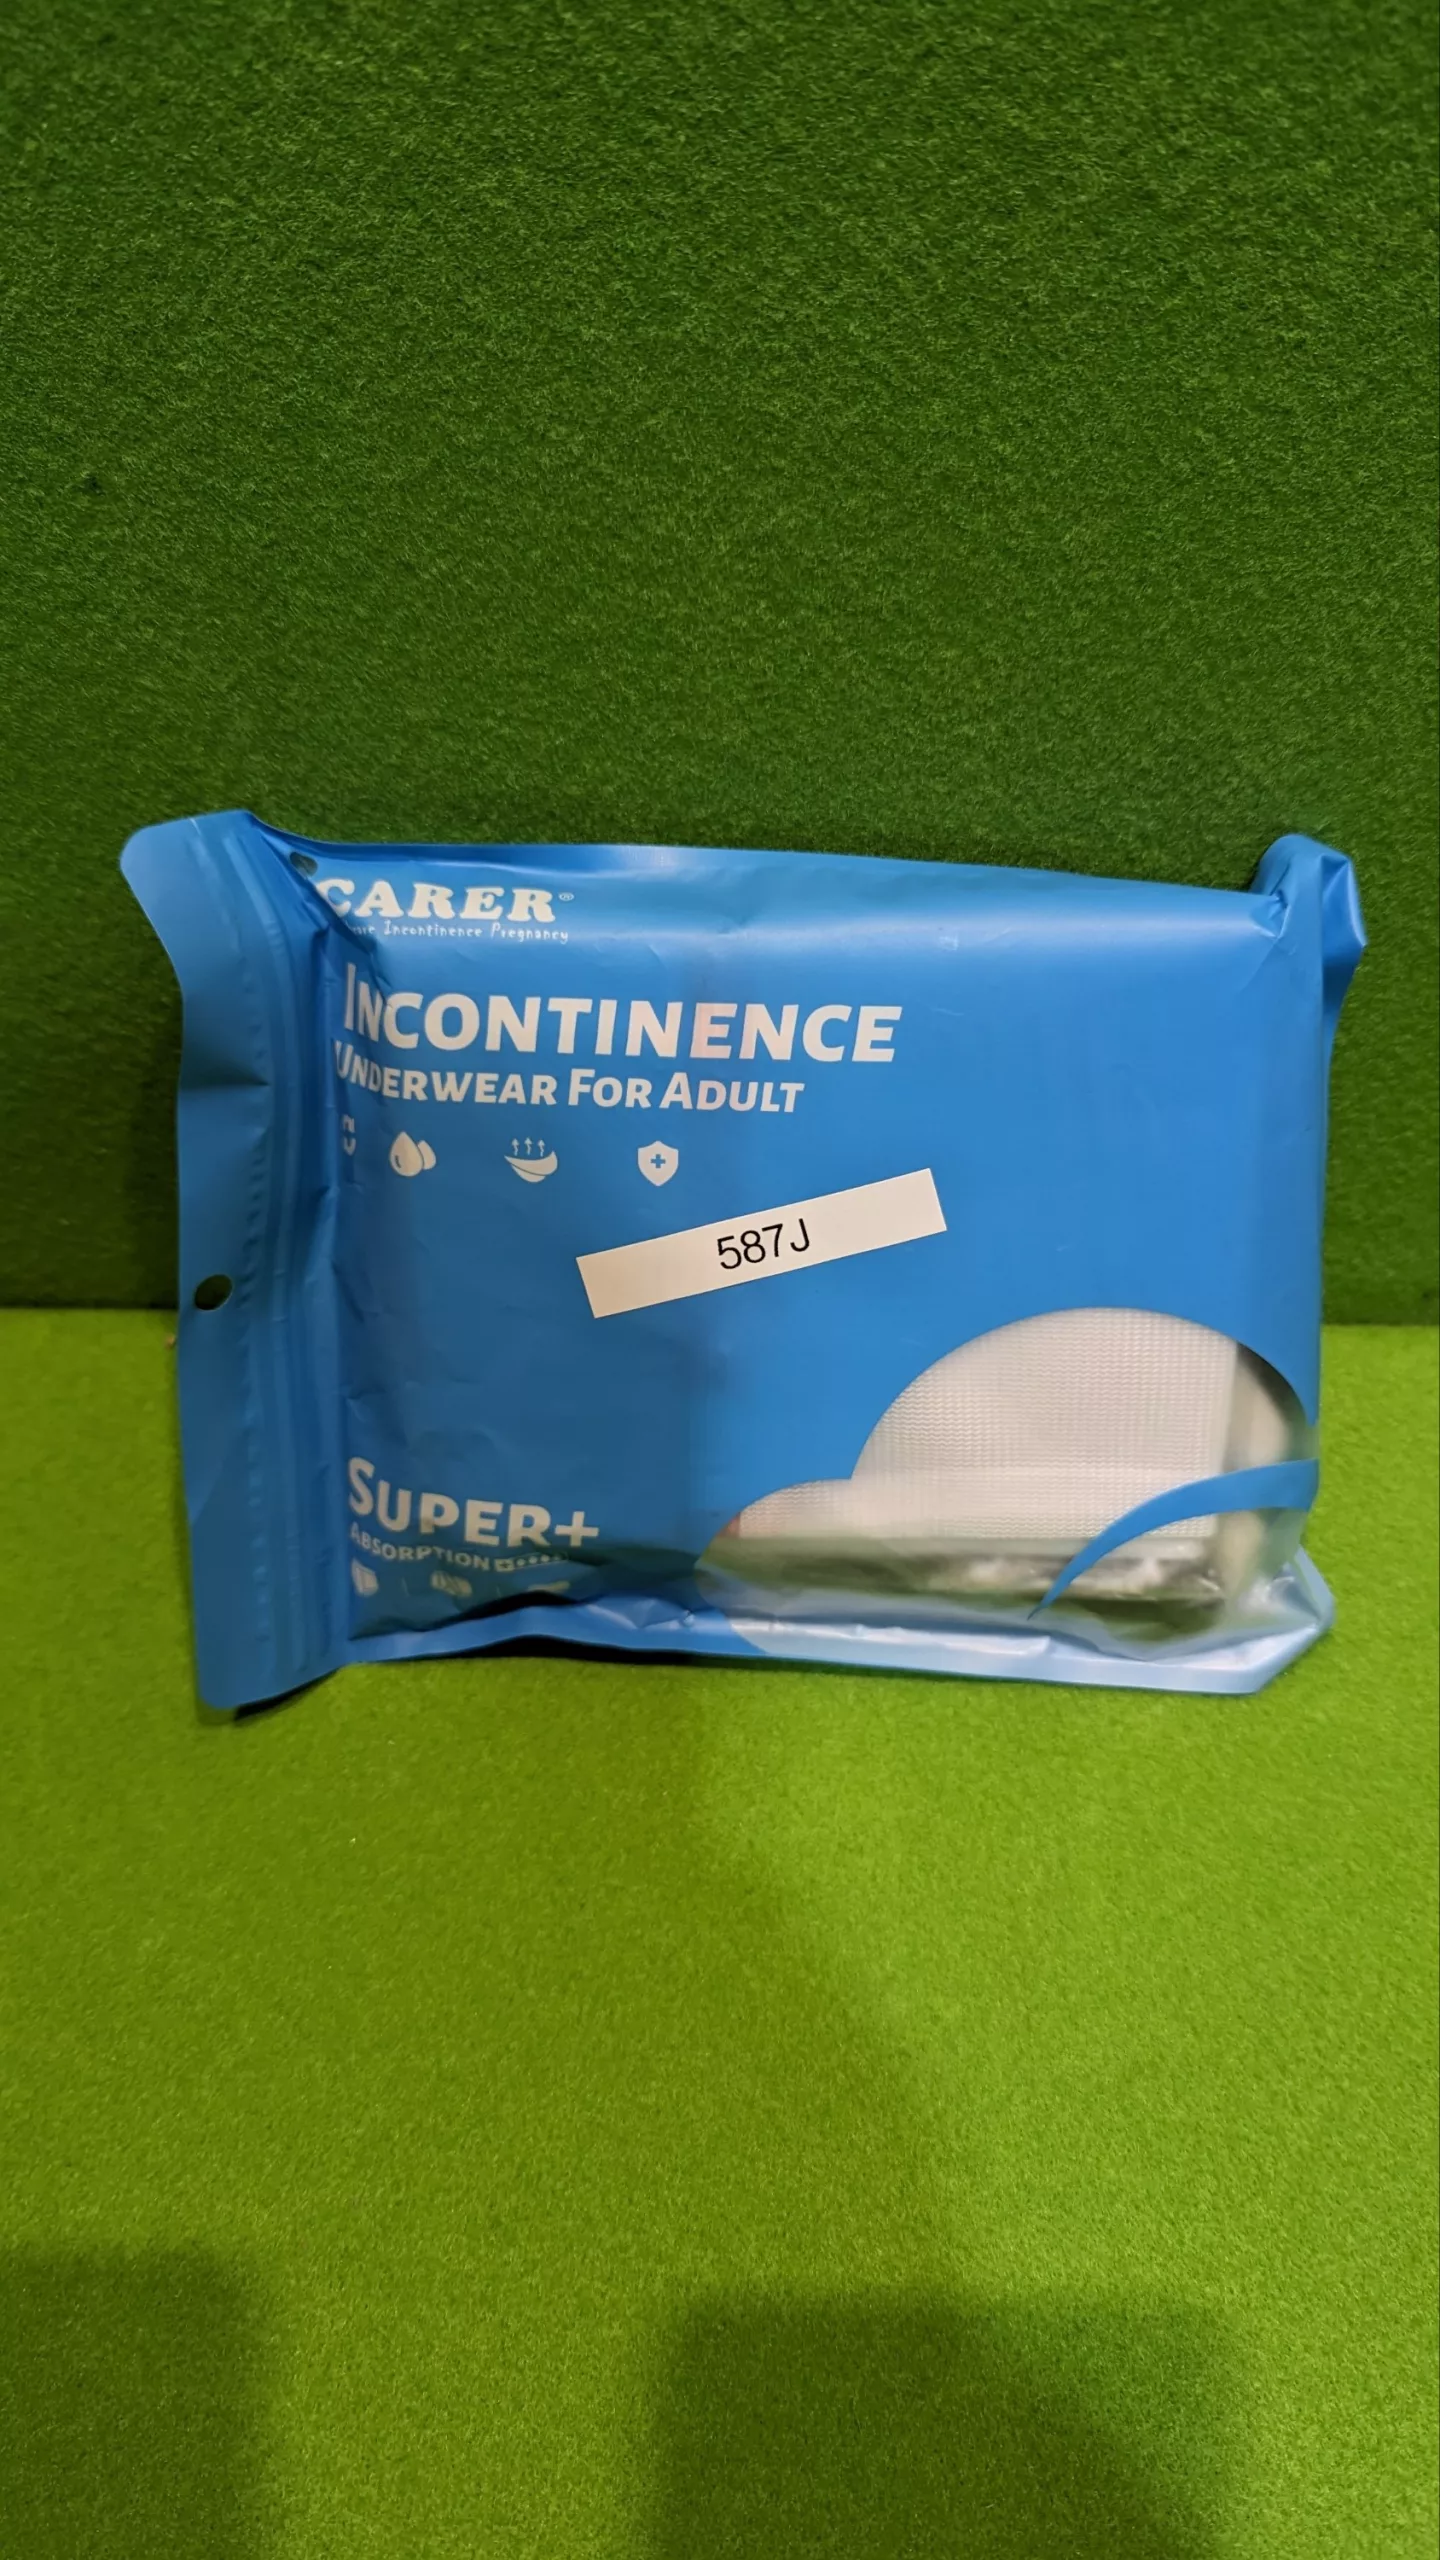 CARER®
Incontinence Pregnancy
INCONTINENCE
UNDERWEAR FOR ADULT
587J
SUPER+
ABSORPTION